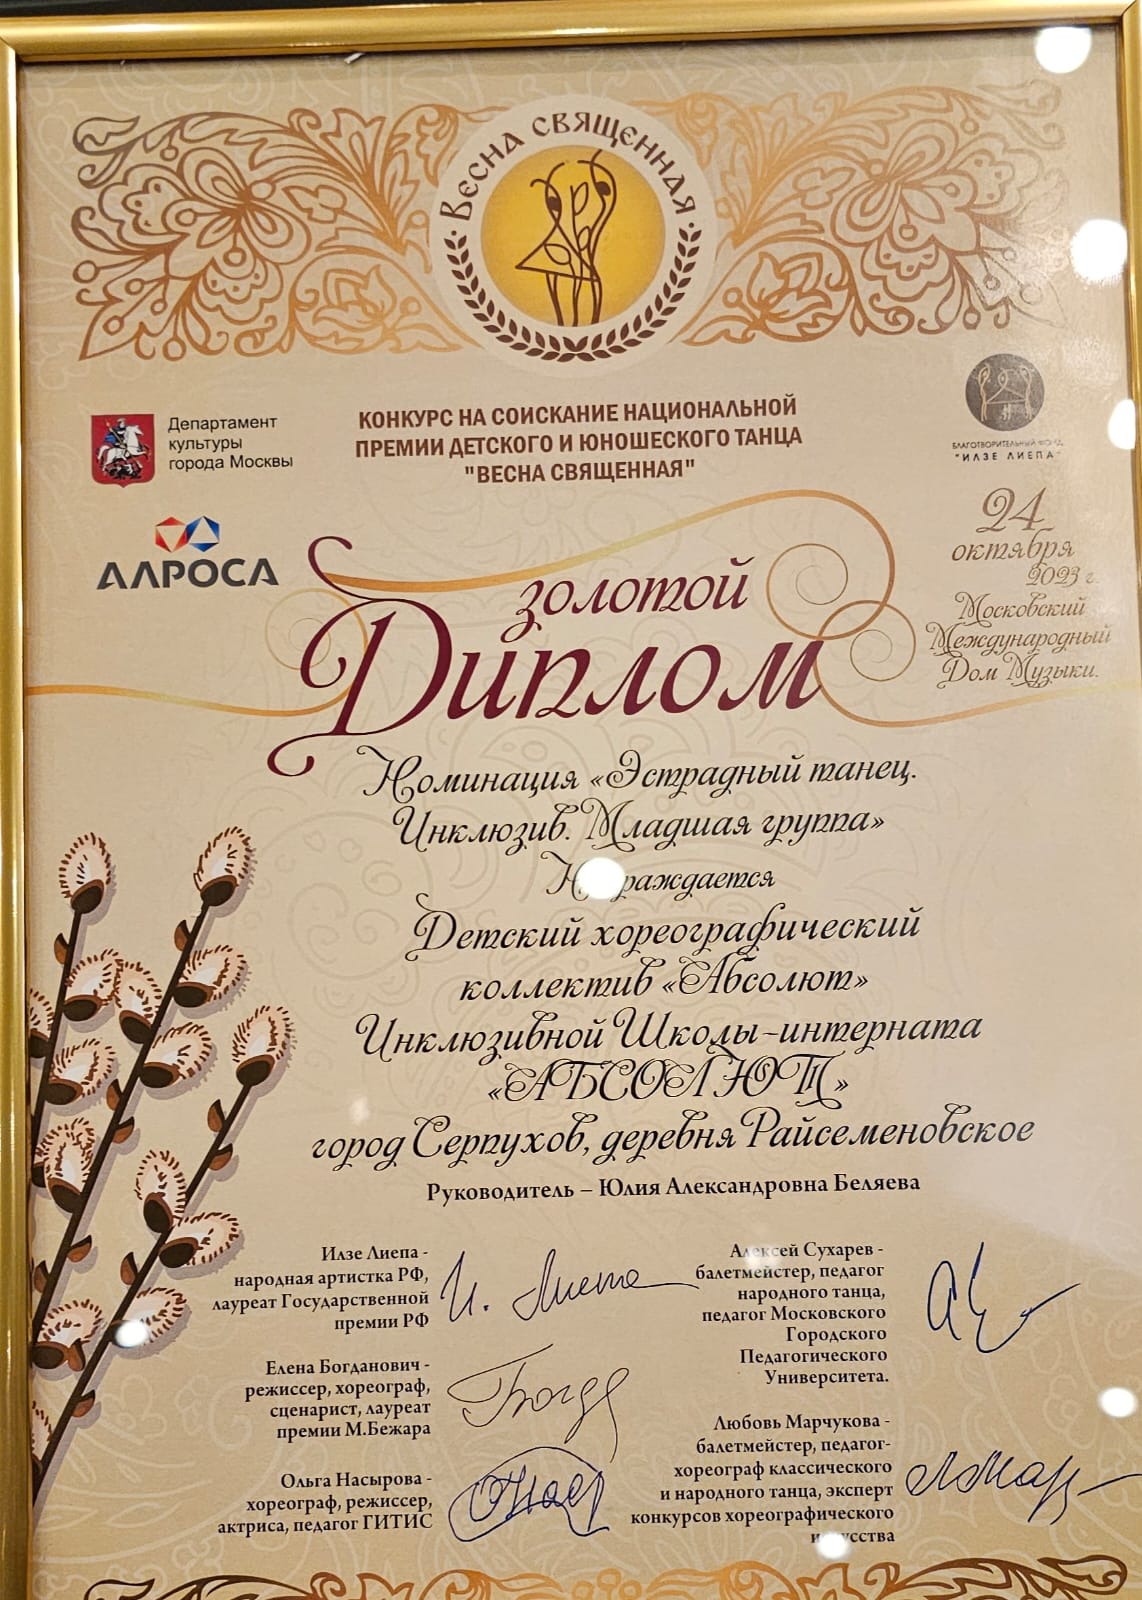 ВЕСНА СВЯЩЕННАЯ
Департамент
культуры
города Москвы
КОНКУРС НА СОИСКАНИЕ НАЦИОНАЛЬНОЙ
ПРЕМИИ ДЕТСКОГО И ЮНОШЕСКОГО ТАНЦА
"ВЕСНА СВЯЩЕННАЯ"
БЛАГОТВОРИТЕЛЬНЫЙ ФОНД
"ИЛЗЕ ЛИЕПА"
АЛРОСА
24
октября
2023 г.
Московский
Международный
Дом Музыки.
золотой
Диплом
Номинация «Эстрадный танец.
Инклюзив. Младшая группа»
Награждается
Детский хореографический
коллектив «Абсолют»
Инклюзивной Школы-интерната
«АБСОЛЮТ»
город Серпухов, деревня Райсеменовское
Руководитель – Юлия Александровна Беляева
Илзе Лиепа -
народная артистка РФ,
лауреат Государственной
премии РФ
И. Лиепа
Елена Богданович -
режиссер, хореограф,
сценарист, лауреат
премии М.Бежара
Ольга Насырова -
хореограф, режиссер,
актриса, педагог ГИТИС
Алексей Сухарев -
балетмейстер, педагог
народного танца,
педагог Московского
Городского
Педагогического
Университета.
Любовь Марчукова -
балетмейстер, педагог-
хореограф классического
и народного танца, эксперт
конкурсов хореографического
искусства